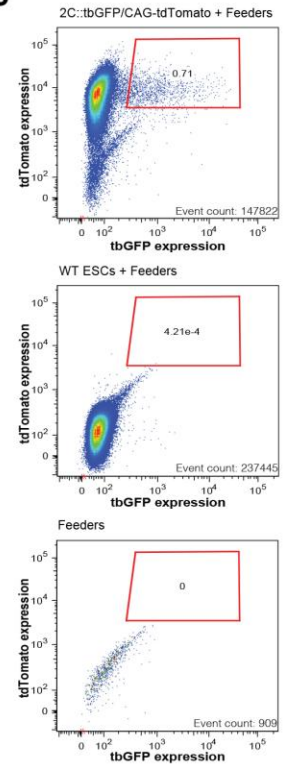 2C::tbGFP/CAG-tdTomato + Feeders
tdTomato expression
10⁵
10⁴
10³
10²
0
0.71
Event count: 147822
0 10² 10³ 10⁴ 10⁵
tbGFP expression
WT ESCs + Feeders
tdTomato expression
10⁵
10⁴
10³
10²
0
4.21e-4
Event count: 237445
0 10² 10³ 10⁴ 10⁵
tbGFP expression
Feeders
tdTomato expression
10⁵
10⁴
10³
10²
0
0
Event count: 909
0 10² 10³ 10⁴ 10⁵
tbGFP expression